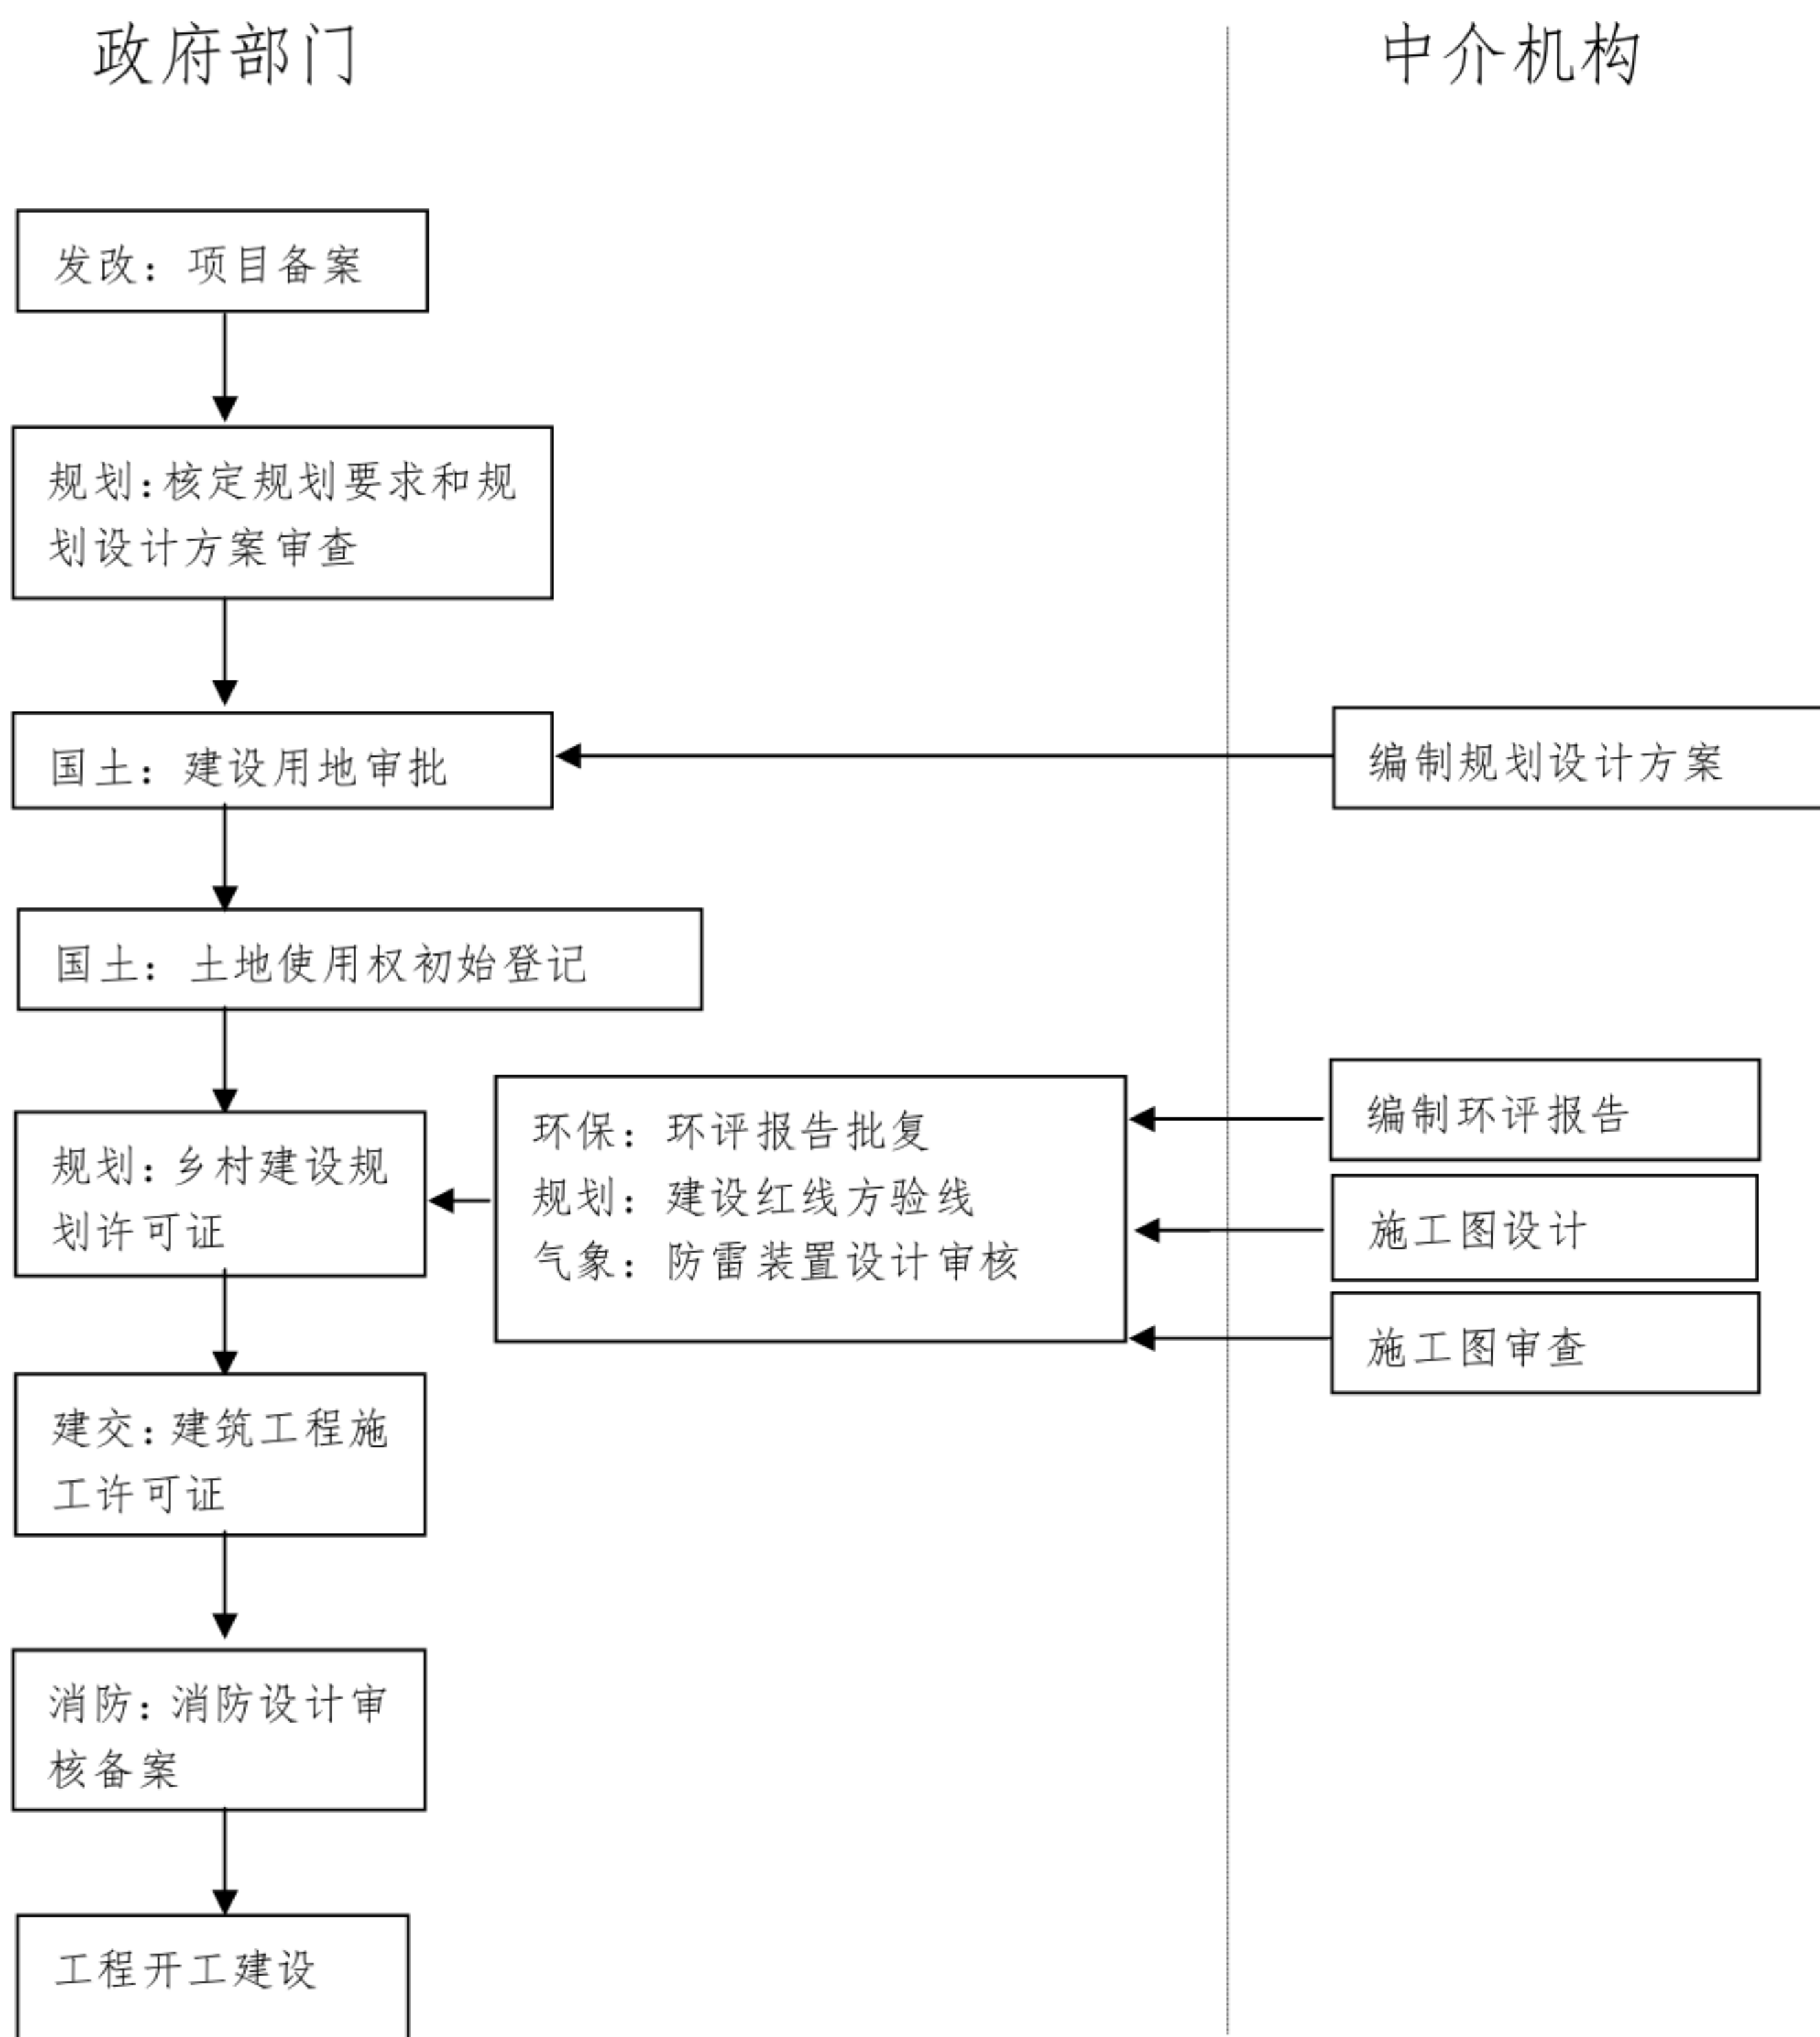 政府部门
中介机构
发改：项目备案
规划：核定规划要求和规
划设计方案审查
国土：建设用地审批
编制规划设计方案
国土：土地使用权初始登记
规划：乡村建设规
划许可证
环保：环评报告批复
规划：建设红线方验线
气象：防雷装置设计审核
编制环评报告
施工图设计
施工图审查
建交：建筑工程施
工许可证
消防：消防设计审
核备案
工程开工建设